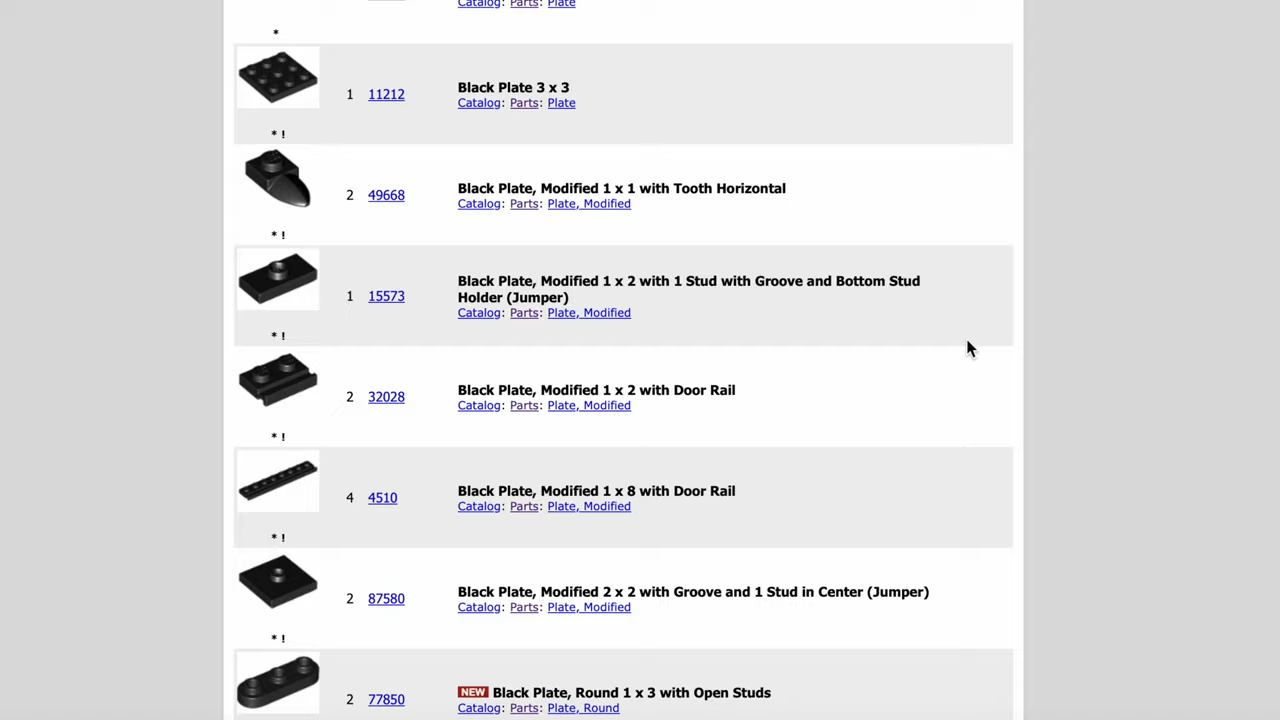 Catalog: Parts: Plate
*
1 11212 Black Plate 3 x 3
Catalog: Parts: Plate
* !
2 49668 Black Plate, Modified 1 x 1 with Tooth Horizontal
Catalog: Parts: Plate, Modified
* !
1 15573 Black Plate, Modified 1 x 2 with 1 Stud with Groove and Bottom Stud
Holder (Jumper)
Catalog: Parts: Plate, Modified
* !
2 32028 Black Plate, Modified 1 x 2 with Door Rail
Catalog: Parts: Plate, Modified
* !
4 4510 Black Plate, Modified 1 x 8 with Door Rail
Catalog: Parts: Plate, Modified
* !
2 87580 Black Plate, Modified 2 x 2 with Groove and 1 Stud in Center (Jumper)
Catalog: Parts: Plate, Modified
* !
2 77850 NEW Black Plate, Round 1 x 3 with Open Studs
Catalog: Parts: Plate, Round